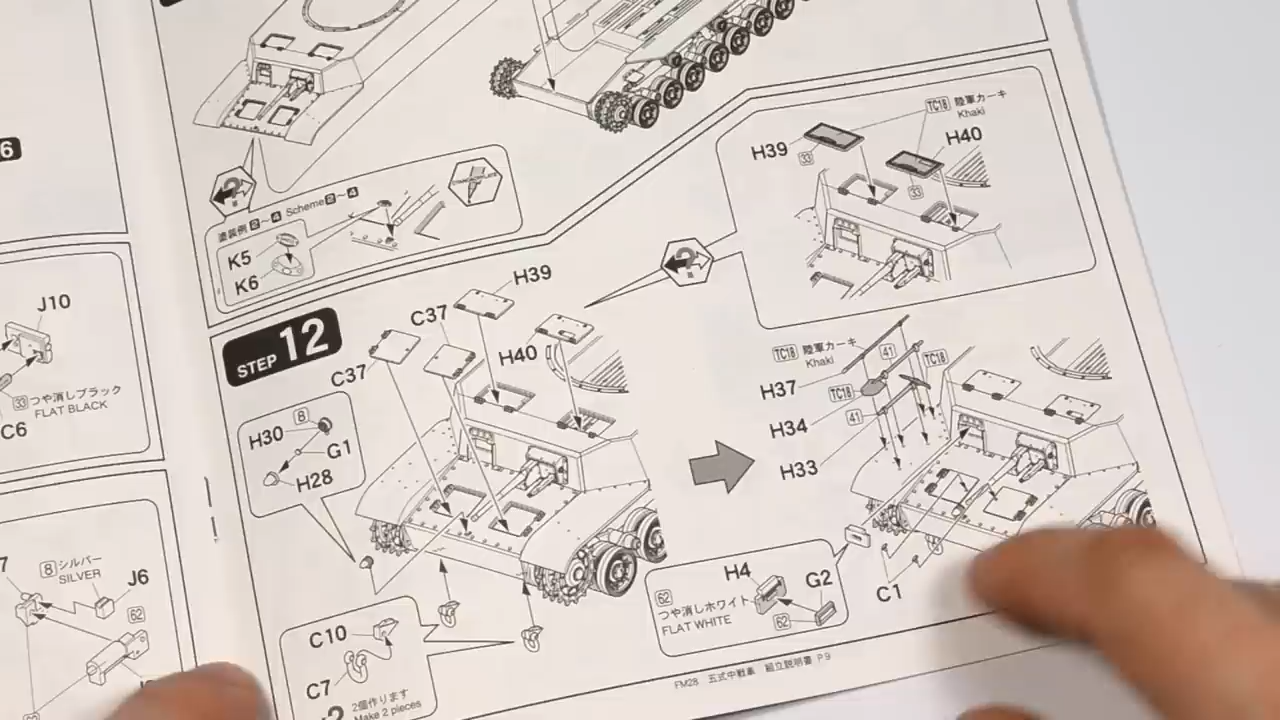 6
J10
33 つや消しブラック
FLAT BLACK
C6
8 シルバー
SILVER
J6
62
塗装例 2~4 Scheme 2~4
K5
K6
TC18 陸軍カーキ
Khaki
H39
H40
33
33
STEP 12
H39
C37
C37
H40
8
H30
G1
H28
C10
C7
2個作ります
Make 2 pieces
TC18 陸軍カーキ
Khaki
41
TC18
H37
TC18
H34
41
H33
H4
G2
62
つや消しホワイト
FLAT WHITE
62
C1
FM28 五式中戦車 組立説明書 P9